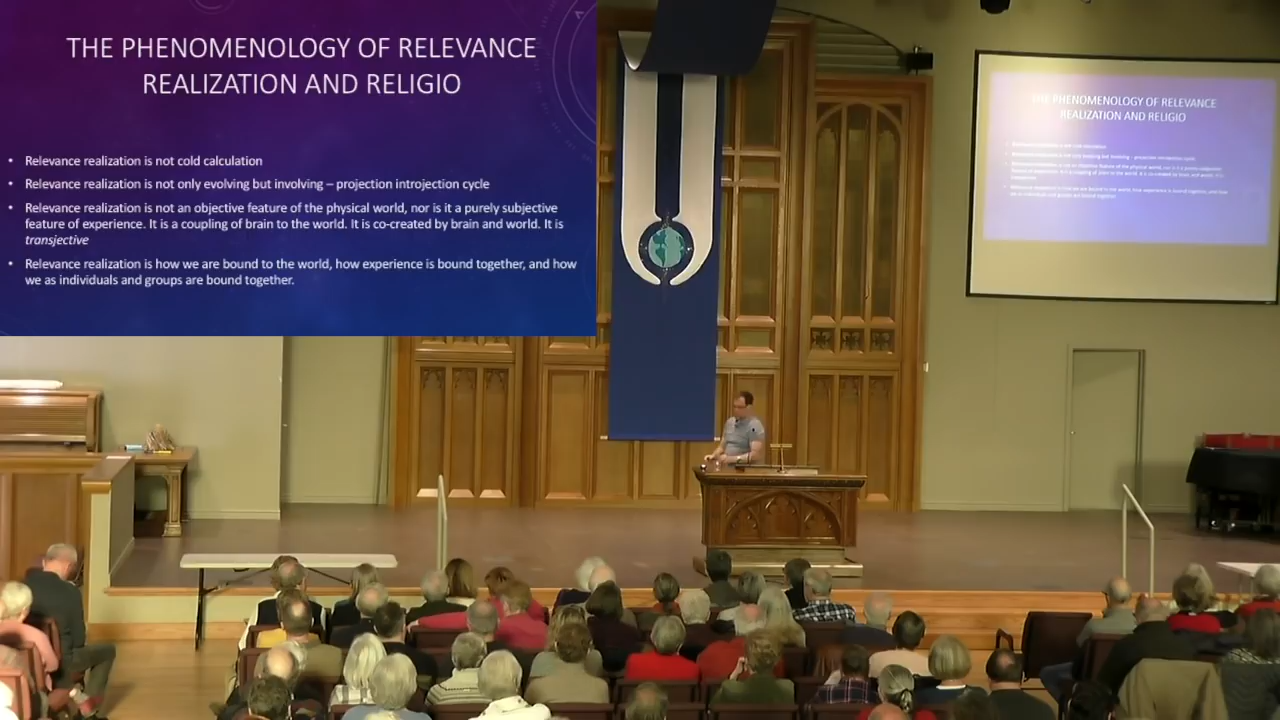 THE PHENOMENOLOGY OF RELEVANCE
REALIZATION AND RELIGIO
• Relevance realization is not cold calculation
• Relevance realization is not only evolving but involving – projection introjection cycle
• Relevance realization is not an objective feature of the physical world, nor is it a purely subjective
feature of experience. It is a coupling of brain to the world. It is co-created by brain and world. It is
transjective
• Relevance realization is how we are bound to the world, how experience is bound together, and how
we as individuals and groups are bound together.
THE PHENOMENOLOGY OF RELEVANCE
REALIZATION AND RELIGIO